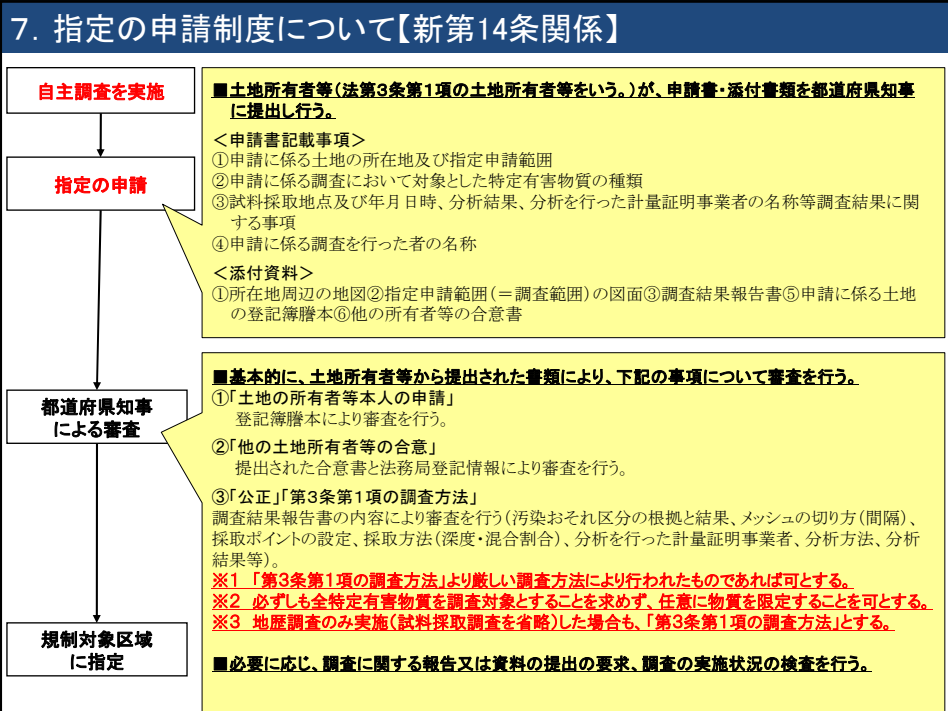 7．指定の申請制度について【新第14条関係】
自主調査を実施
指定の申請
■土地所有者等（法第3条第1項の土地所有者等をいう。）が、申請書・添付書類を都道府県知事
に提出し行う。
＜申請書記載事項＞
①申請に係る土地の所在地及び指定申請範囲
②申請に係る調査において対象とした特定有害物質の種類
③試料採取地点及び年月日時、分析結果、分析を行った計量証明事業者の名称等調査結果に関
する事項
④申請に係る調査を行った者の名称
＜添付資料＞
①所在地周辺の地図②指定申請範囲（＝調査範囲）の図面③調査結果報告書⑤申請に係る土地
の登記簿謄本⑥他の所有者等の合意書
都道府県知事
による審査
■基本的に、土地所有者等から提出された書類により、下記の事項について審査を行う。
①「土地の所有者等本人の申請」
登記簿謄本により審査を行う。
②「他の土地所有者等の合意」
提出された合意書と法務局登記情報により審査を行う。
③「公正」「第3条第1項の調査方法」
調査結果報告書の内容により審査を行う（汚染おそれ区分の根拠と結果、メッシュの切り方（間隔）、
採取ポイントの設定、採取方法（深度・混合割合）、分析を行った計量証明事業者、分析方法、分析
結果等）。
※1　「第3条第1項の調査方法」より厳しい調査方法により行われたものであれば可とする。
※2　必ずしも全特定有害物質を調査対象とすることを求めず、任意に物質を限定することを可とする。
※3　地歴調査のみ実施（試料採取調査を省略）した場合も、「第3条第1項の調査方法」とする。
■必要に応じ、調査に関する報告又は資料の提出の要求、調査の実施状況の検査を行う。
規制対象区域
に指定